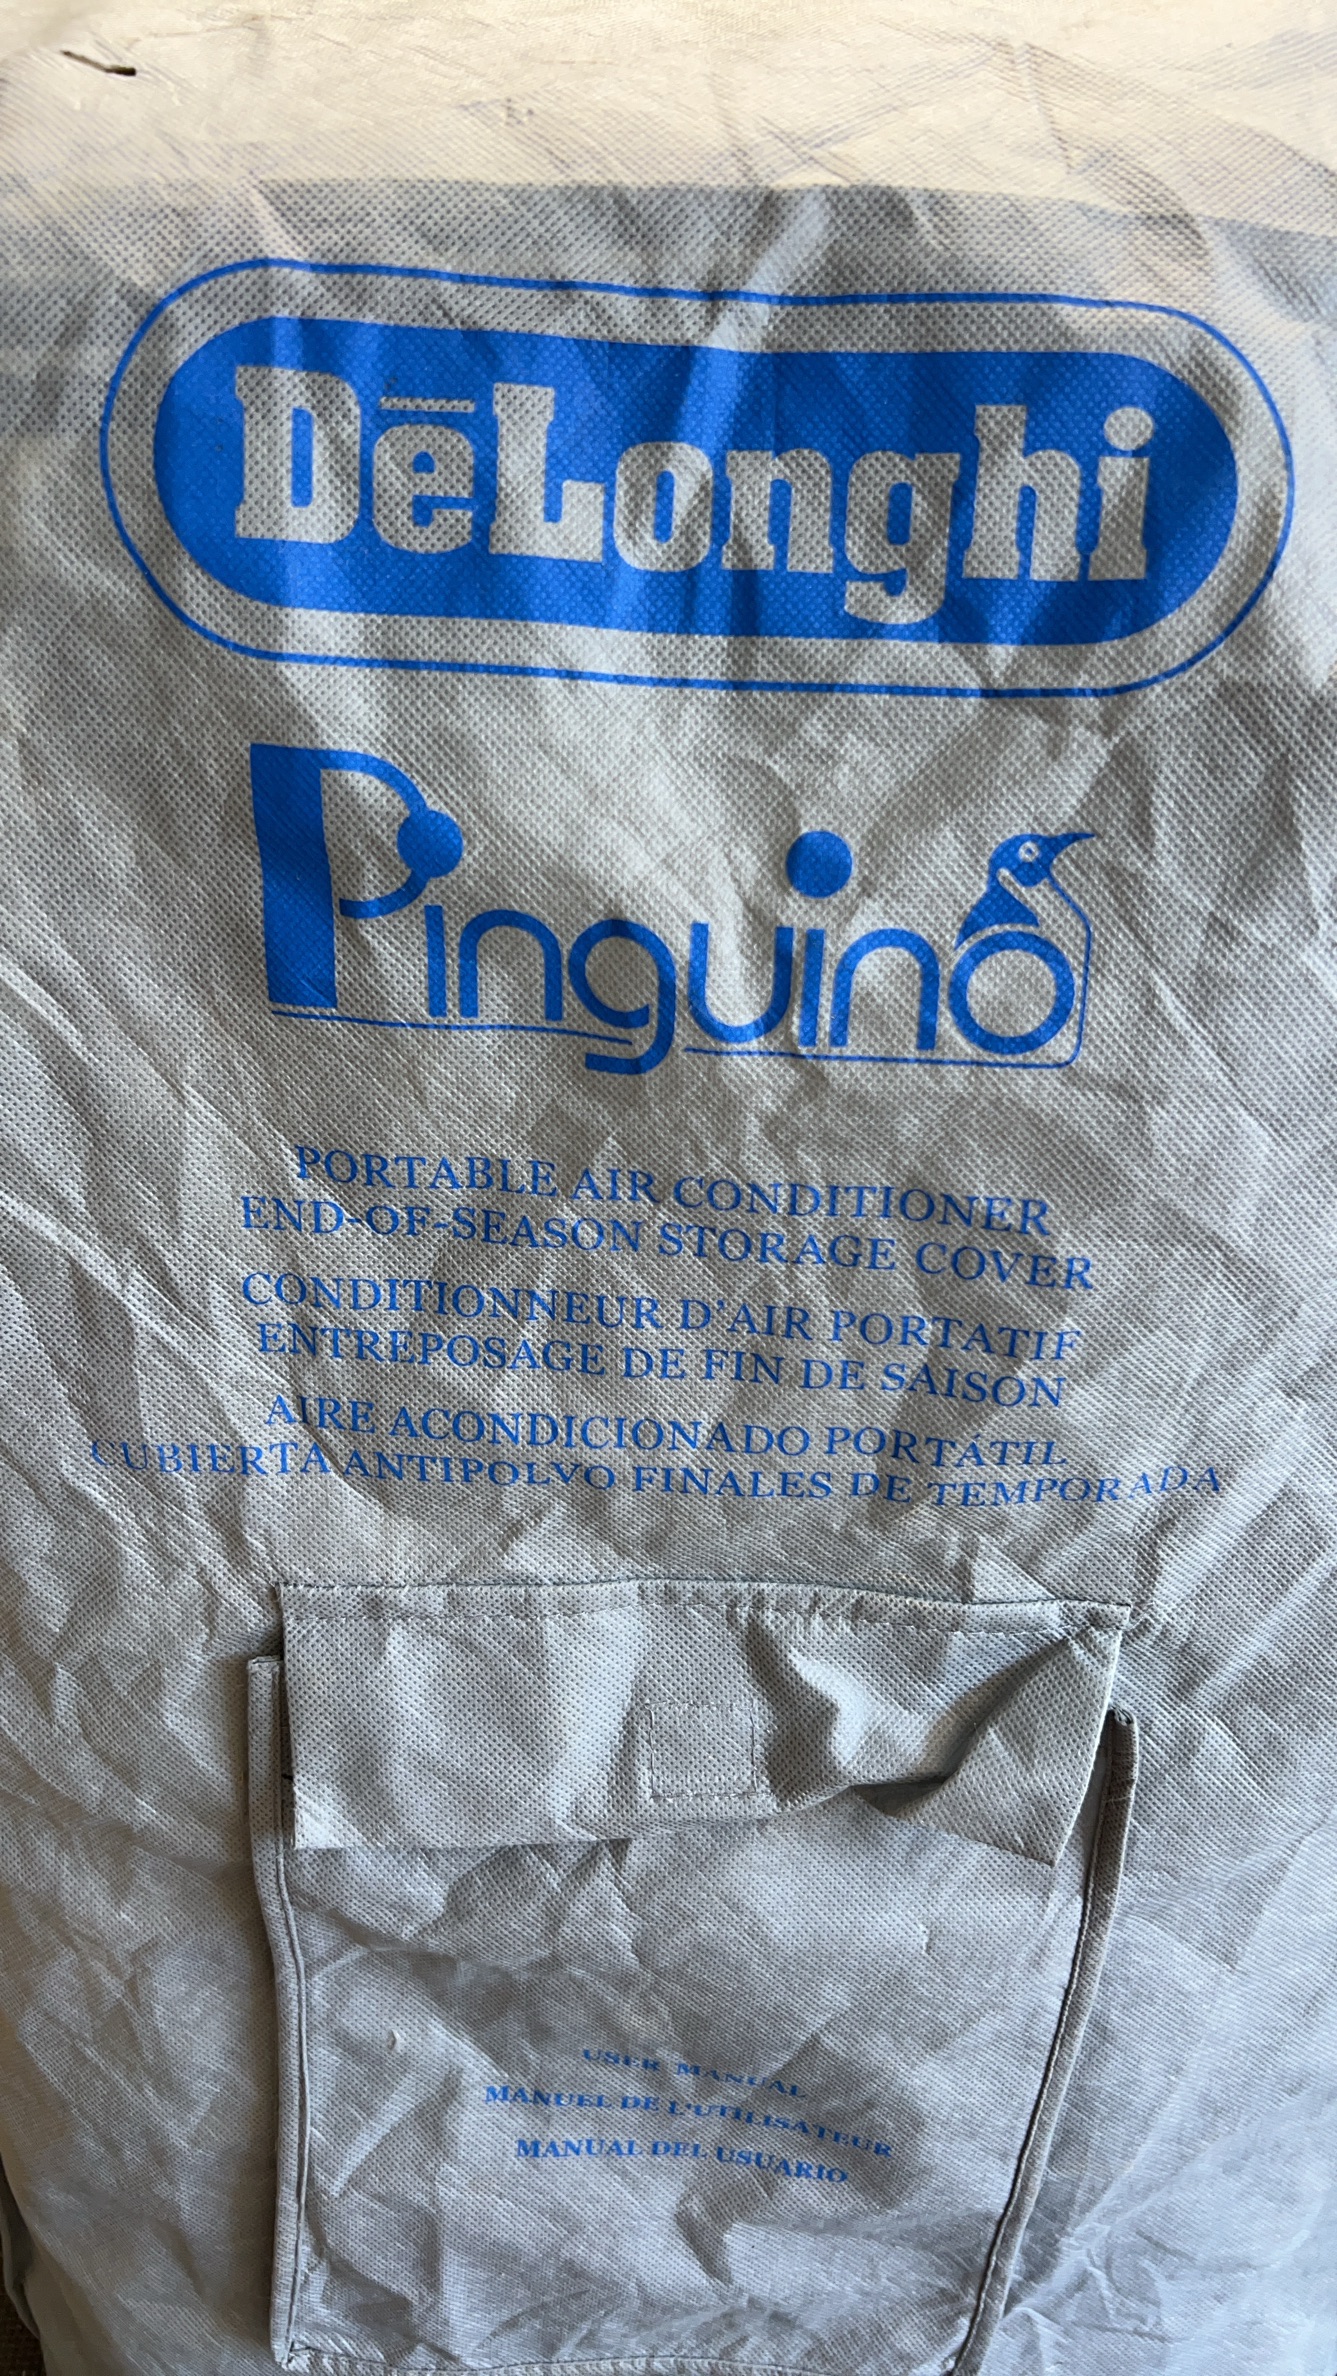 DēLonghi
Pinguino
PORTABLE AIR CONDITIONER
END-OF-SEASON STORAGE COVER
CONDITIONNEUR D'AIR PORTATIF
ENTREPOSAGE DE FIN DE SAISON
AIRE ACONDICIONADO PORTÁTIL
CUBIERTA ANTIPOLVO FINALES DE TEMPORADA
USER MANUAL
MANUEL DE L'UTILISATEUR
MANUAL DEL USUARIO